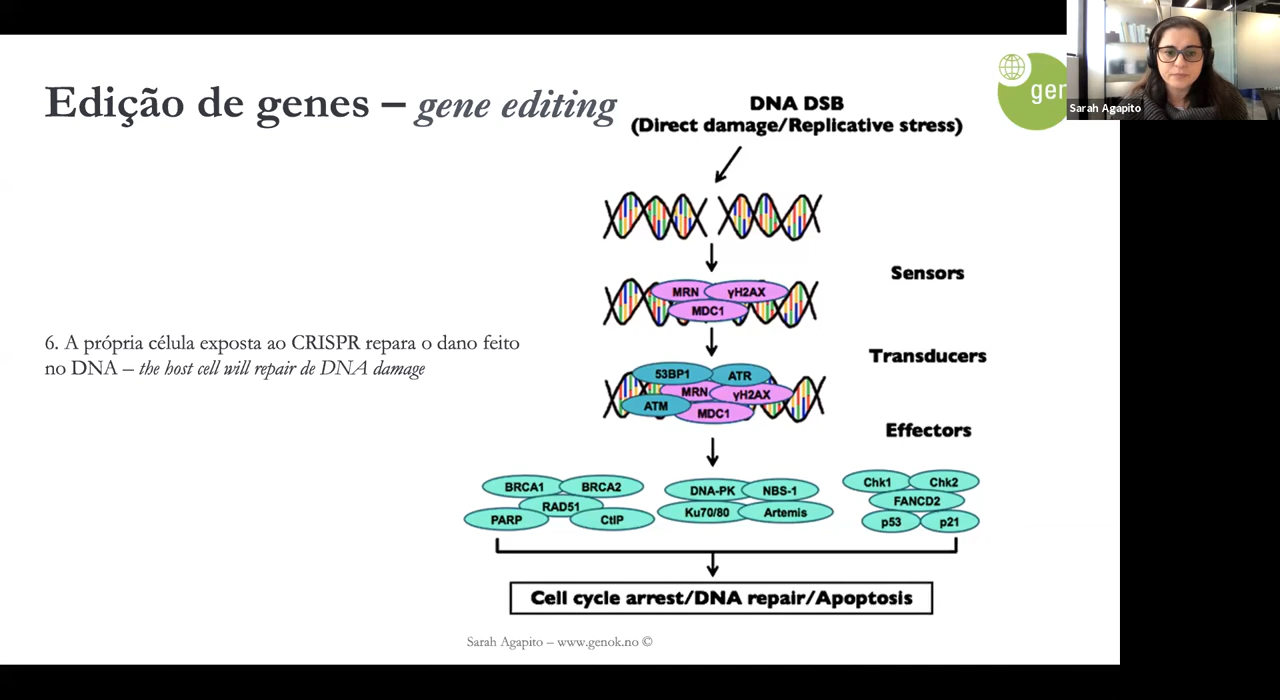 Edição de genes – gene editing
gen
Sarah Agapito
DNA DSB
(Direct damage/Replicative stress)
Sensors
MRN
γH2AX
MDC1
Transducers
53BP1
ATR
MRN
γH2AX
ATM
MDC1
6. A própria célula exposta ao CRISPR repara o dano feito
no DNA – the host cell will repair de DNA damage
Effectors
BRCA1
BRCA2
RAD51
PARP
CtIP
DNA-PK
NBS-1
Ku70/80
Artemis
Chk1
Chk2
FANCD2
p53
p21
Cell cycle arrest/DNA repair/Apoptosis
Sarah Agapito – www.genok.no ©